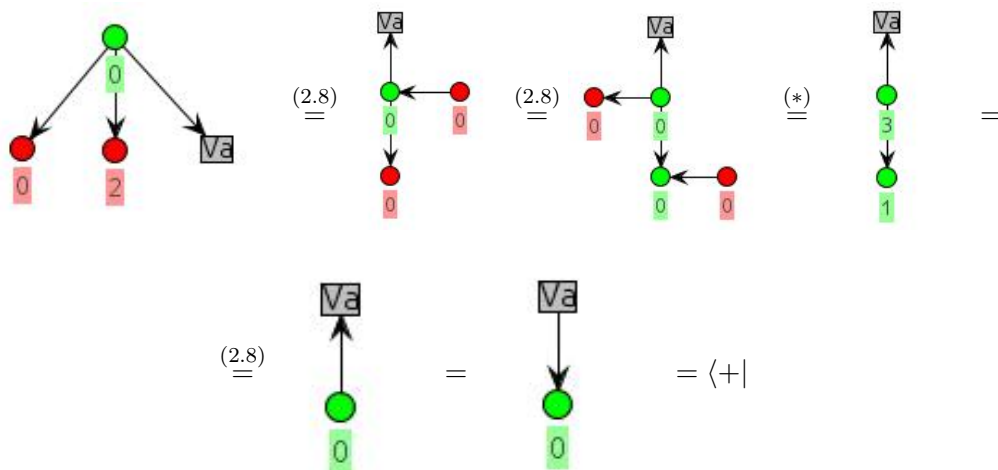 Va Va
0 (2.8) (2.8) (*) Va
= 0 0 = 0 0 = 3 =
Va
0 2 0 0 0 1
Va Va
(2.8)
= = = ⟨+|
0 0